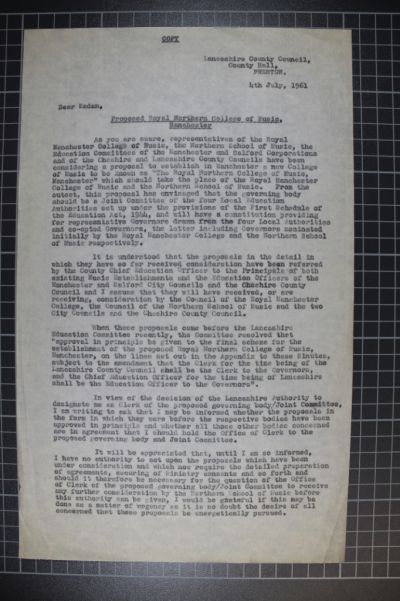 COPY
Lancashire County Council,
County Hall,
PRESTON.
4th July, 1961
Dear Madam,
Proposed Royal Northern College of Music,
Manchester
As you are aware, representatives of the Royal
Manchester College of Music, the Northern School of Music, the
Education Committees of the Manchester and Salford Corporations
and of the Cheshire and Lancashire County Councils have been
considering a proposal to establish in Manchester a new College
of Music to be known as "The Royal Northern College of Music,
Manchester" which should take the place of the Royal Manchester
College of Music and the Northern School of Music. From the
outset, this proposal has envisaged that the governing body
should be a Joint Committee of the four Local Education
Authorities set up under the provisions of the First Schedule of
the Education Act, 1944, and will have a constitution providing
for representative Governors drawn from the four Local Authorities
and co-opted Governors, the latter including Governors nominated
initially by the Royal Manchester College and the Northern School
of Music respectively.
It is understood that the proposals in the detail in
which they have so far received consideration have been referred
by the County Chief Education Officer to the Principals of both
existing Music Establishments and the Education Officers of the
Manchester and Salford City Councils and the Cheshire County
Council and I assume that they will have received, or are
receiving, consideration by the Council of the Royal Manchester
College, the Council of the Northern School of Music and the two
City Councils and the Cheshire County Council.
When these proposals came before the Lancashire
Education Committee recently, the Committee resolved that
"approval in principle be given to the final scheme for the
establishment of the proposed Royal Northern College of Music,
Manchester, on the lines set out in the Appendix to these Minutes,
subject to the amendment that the Clerk for the time being of the
Lancashire County Council shall be the Clerk to the Governors,
and the Chief Education Officer for the time being of Lancashire
shall be the Education Officer to the Governors".
In view of the decision of the Lancashire Authority to
designate me as Clerk of the proposed governing body/Joint Committee,
I am writing to ask that I may be informed whether the proposals in
the form in which they were before the respective bodies have been
approved in principle and whether all those other bodies concerned
are in agreement that I should hold the Office of Clerk to the
proposed governing body and Joint Committee.
It will be appreciated that, until I am so informed,
I have no authority to act upon the proposals which have been
under consideration and which now require the detailed preparation
of agreements, securing of Ministry consents and so forth and
should it therefore be necessary for the question of the Office
of Clerk of the proposed governing body/Joint Committee to receive
any further consideration by the Northern School of Music before
this authority can be given, I would be grateful if this may be
done as a matter of urgency as it is no doubt the desire of all
concerned that these proposals be energetically pursued.